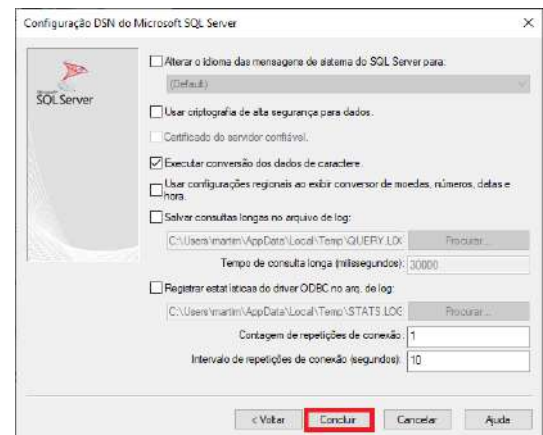 Configuração DSN do Microsoft SQL Server
Alterar o idioma das mensagens de sistema do SQL Server para:
(Default)
SQL Server
Usar criptografia de alta segurança para dados.
Certificado do servidor confiável.
Executar conversão dos dados de caractere.
Usar configurações regionais ao exibir conversor de moedas, números, datas e
hora.
Salvar consultas longas no arquivo de log:
C:\Users\martim\AppData\Local\Temp\QUERY.LOG
Procurar...
Tempo de consulta longa (milissegundos): 30000
Registrar estatísticas do driver ODBC no arq. de log:
C:\Users\martim\AppData\Local\Temp\STATS.LOG
Procurar...
Contagem de repetições de conexão: 1
Intervalo de repetições de conexão (segundos): 10
< Voltar Concluir Cancelar Ajuda